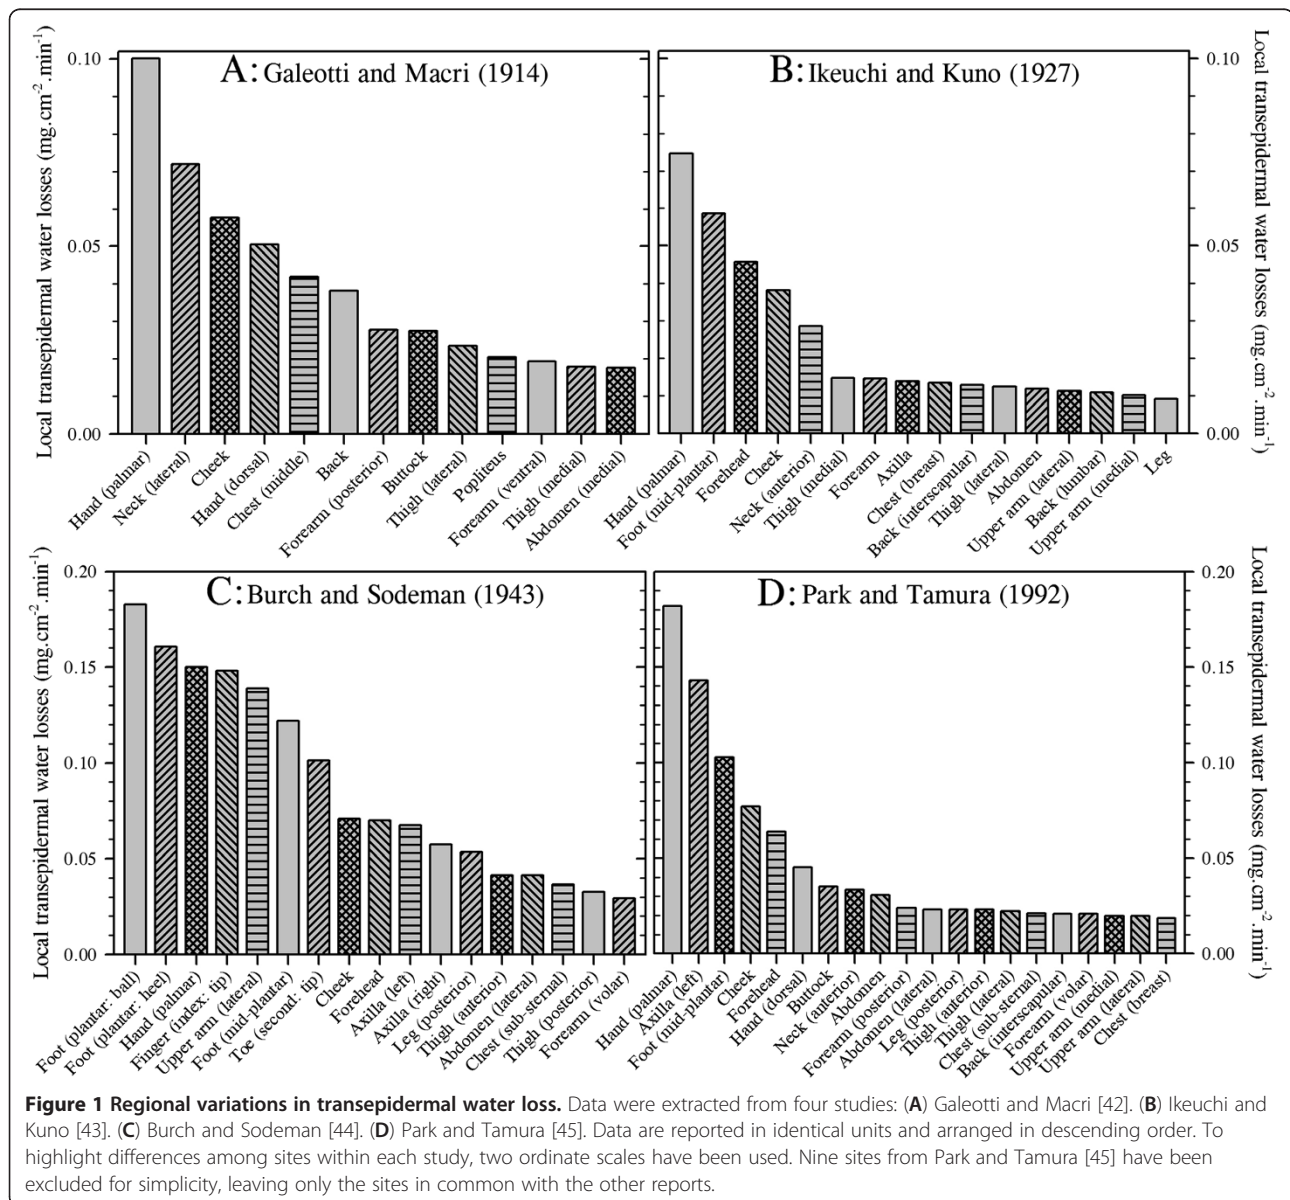 A: Galeotti and Macri (1914)
Local transepidermal water losses (mg.cm-2.min-1)
0.10
0.05
0.00
Hand (palmar)
Neck (lateral)
Cheek
Hand (dorsal)
Chest (middle)
Back
Forearm (posterior)
Buttock
Thigh (lateral)
Popliteus
Forearm (ventral)
Thigh (medial)
Abdomen (medial)
B: Ikeuchi and Kuno (1927)
Local transepidermal water losses (mg.cm-2.min-1)
0.10
0.05
0.00
Hand (palmar)
Foot (mid-plantar)
Forehead
Cheek
Neck (anterior)
Thigh (medial)
Forearm
Axilla
Chest (breast)
Back (interscapular)
Thigh (lateral)
Abdomen
Upper arm (lateral)
Back (lumbar)
Upper arm (medial)
Leg
C: Burch and Sodeman (1943)
Local transepidermal water losses (mg.cm-2.min-1)
0.20
0.15
0.10
0.05
0.00
Foot (plantar: ball)
Foot (plantar: heel)
Hand (palmar)
Finger (index: tip)
Upper arm (lateral)
Foot (mid-plantar)
Toe (second: tip)
Cheek
Forehead
Axilla (left)
Axilla (right)
Leg (posterior)
Thigh (anterior)
Abdomen (lateral)
Chest (sub-sternal)
Thigh (posterior)
Forearm (volar)
D: Park and Tamura (1992)
Local transepidermal water losses (mg.cm-2.min-1)
0.20
0.15
0.10
0.05
0.00
Hand (palmar)
Axilla (left)
Foot (mid-plantar)
Cheek
Forehead
Hand (dorsal)
Buttock
Neck (anterior)
Abdomen
Forearm (posterior)
Abdomen (lateral)
Leg (posterior)
Thigh (anterior)
Thigh (lateral)
Chest (sub-sternal)
Back (interscapular)
Forearm (volar)
Upper arm (medial)
Upper arm (lateral)
Chest (breast)
Figure 1 Regional variations in transepidermal water loss. Data were extracted from four studies: (A) Galeotti and Macri [42]. (B) Ikeuchi and
Kuno [43]. (C) Burch and Sodeman [44]. (D) Park and Tamura [45]. Data are reported in identical units and arranged in descending order. To
highlight differences among sites within each study, two ordinate scales have been used. Nine sites from Park and Tamura [45] have been
excluded for simplicity, leaving only the sites in common with the other reports.